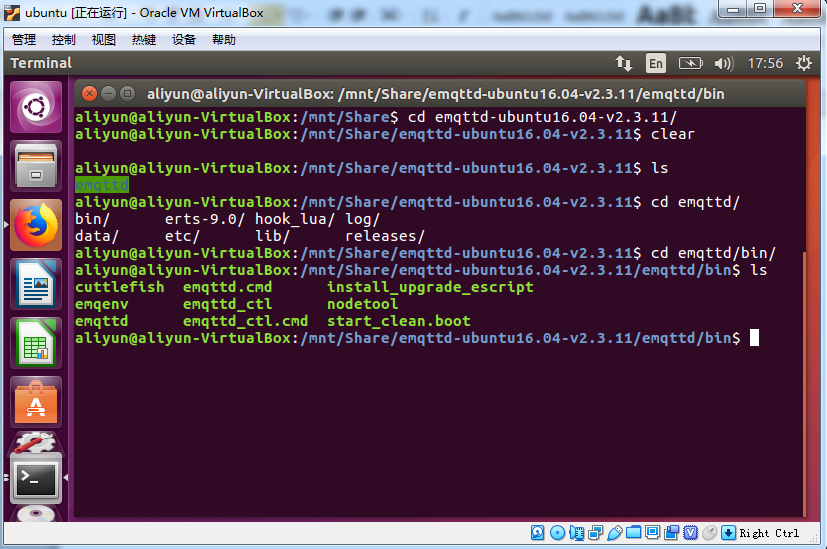 ubuntu [正在运行] - Oracle VM VirtualBox
管理 控制 视图 热键 设备 帮助
Terminal En 17:56
aliyun@aliyun-VirtualBox: /mnt/Share/emqttd-ubuntu16.04-v2.3.11/emqttd/bin
aliyun@aliyun-VirtualBox:/mnt/Share$ cd emqttd-ubuntu16.04-v2.3.11/
aliyun@aliyun-VirtualBox:/mnt/Share/emqttd-ubuntu16.04-v2.3.11$ clear
aliyun@aliyun-VirtualBox:/mnt/Share/emqttd-ubuntu16.04-v2.3.11$ ls
emqttd
aliyun@aliyun-VirtualBox:/mnt/Share/emqttd-ubuntu16.04-v2.3.11$ cd emqttd/
bin/ erts-9.0/ hook_lua/ log/
data/ etc/ lib/ releases/
aliyun@aliyun-VirtualBox:/mnt/Share/emqttd-ubuntu16.04-v2.3.11$ cd emqttd/bin/
aliyun@aliyun-VirtualBox:/mnt/Share/emqttd-ubuntu16.04-v2.3.11/emqttd/bin$ ls
cuttlefish emqttd.cmd install_upgrade_escript
emqenv emqttd_ctl nodetool
emqttd emqttd_ctl.cmd start_clean.boot
aliyun@aliyun-VirtualBox:/mnt/Share/emqttd-ubuntu16.04-v2.3.11/emqttd/bin$
Right Ctrl